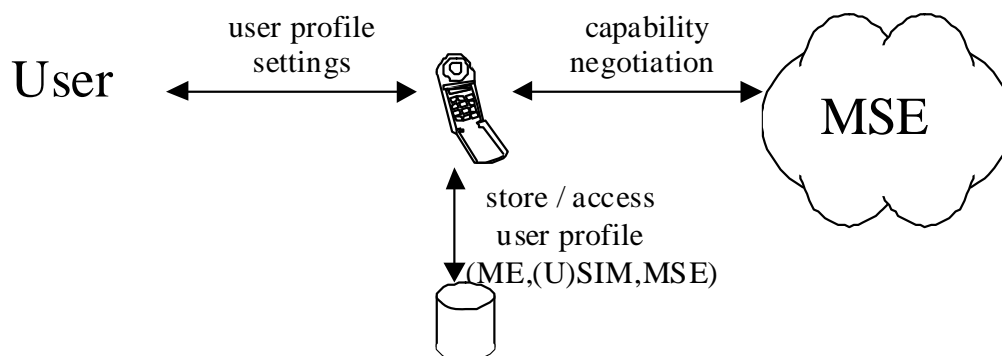 user profile
settings
capability
negotiation
User
MSE
store / access
user profile
(ME,(U)SIM,MSE)